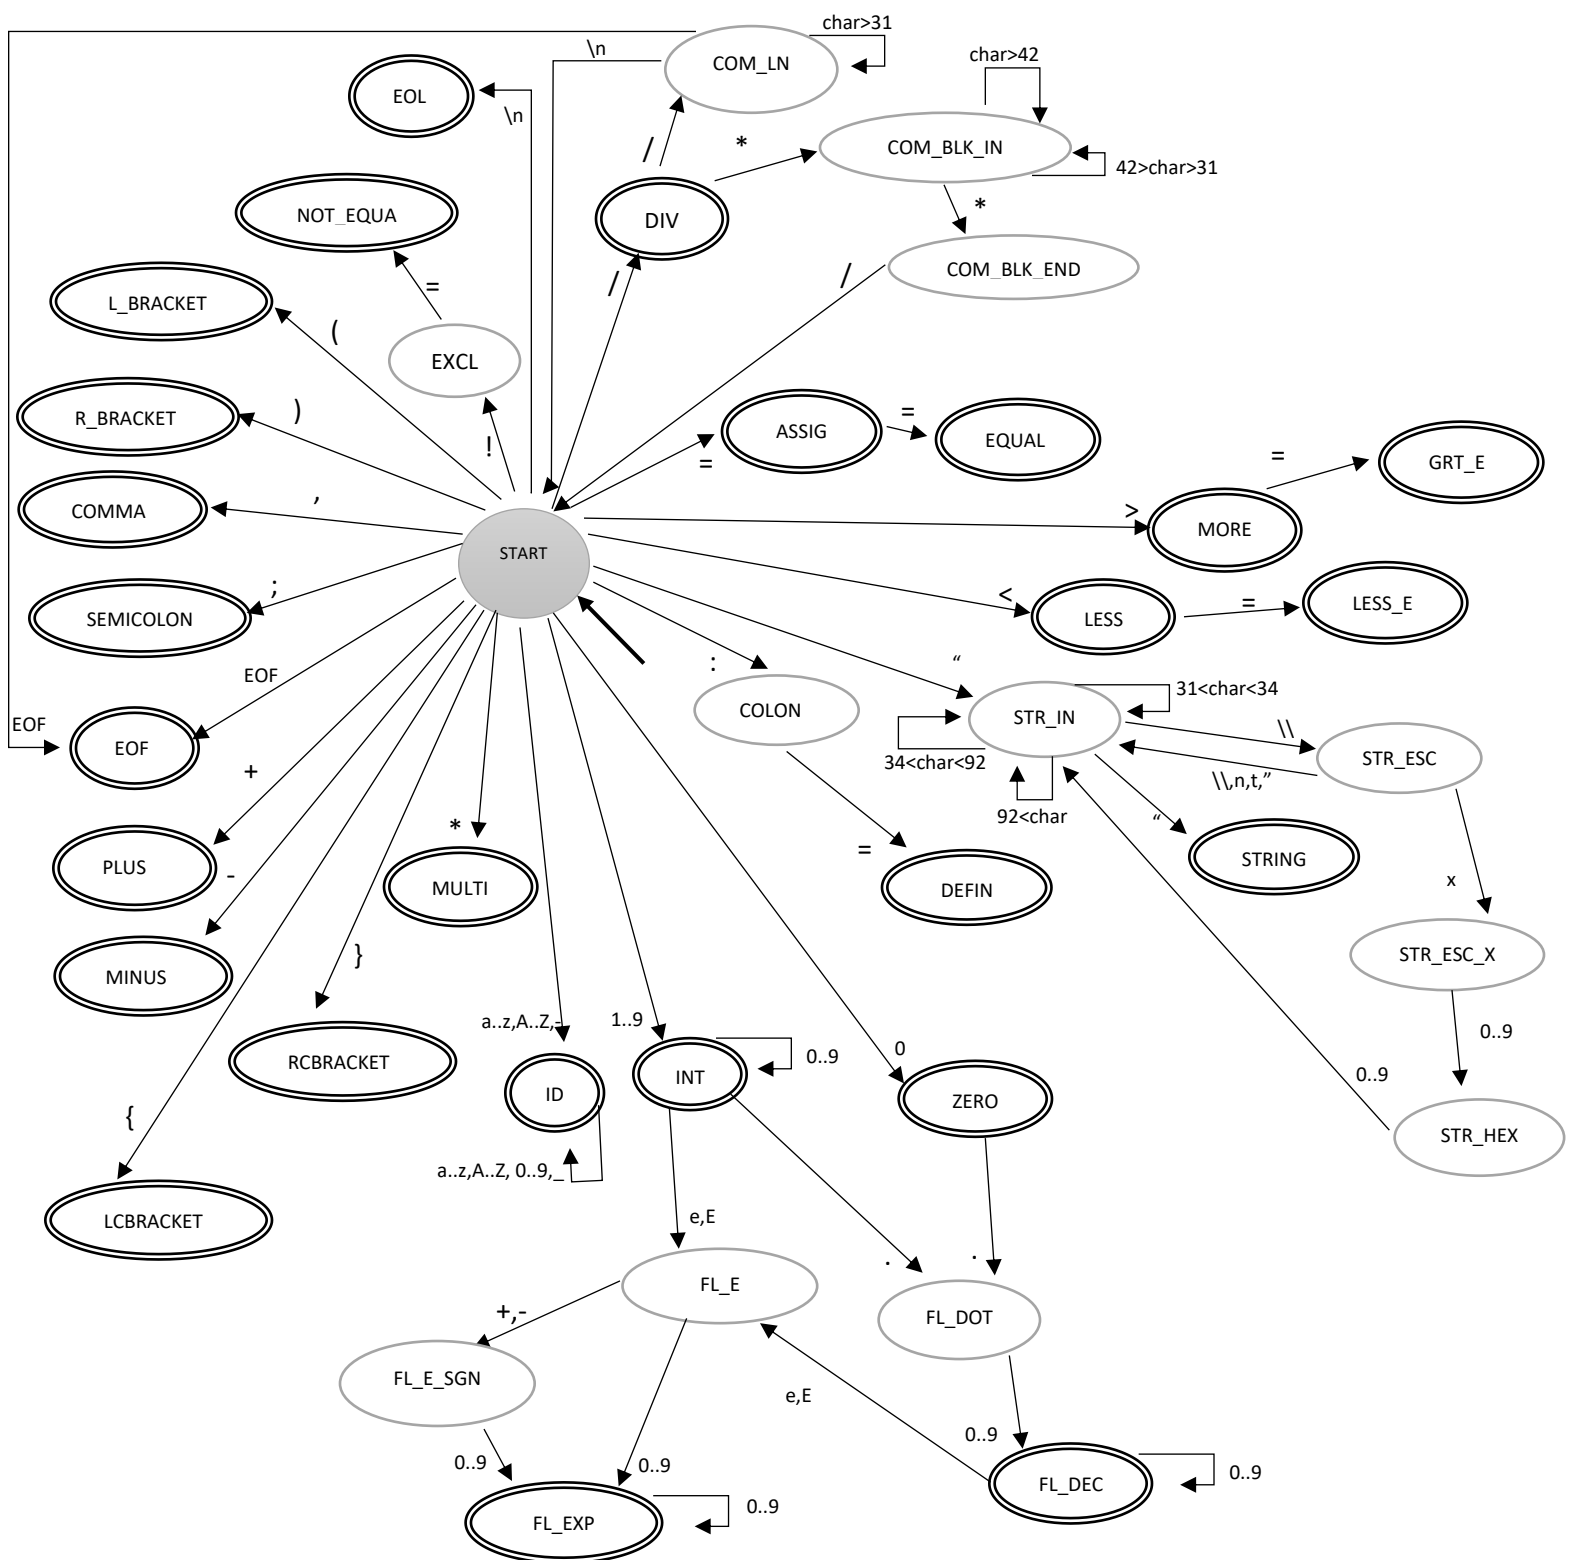 char>31
\n
COM_LN
char>42
EOL
\n
/
*
COM_BLK_IN
42>char>31
NOT_EQUA
DIV
*
=
/
/
COM_BLK_END
L_BRACKET
(
EXCL
R_BRACKET
)
!
ASSIG
=
EQUAL
=
=
GRT_E
COMMA
,
START
>
MORE
SEMICOLON
;
<
LESS
=
LESS_E
EOF
EOF
EOF
:
COLON
“
STR_IN
31<char<34
34<char<92
92<char
\\
\\,n,t,”
STR_ESC
+
PLUS
-
*
MULTI
=
DEFIN
“
STRING
x
MINUS
}
STR_ESC_X
RCBRACKET
a..z,A..Z,-
ID
1..9
INT
0..9
0
ZERO
0..9
0..9
STR_HEX
{
a..z,A..Z, 0..9,_
LCBRACKET
e,E
.
.
FL_E
FL_DOT
+,-
FL_E_SGN
e,E
0..9
0..9
0..9
FL_DEC
0..9
FL_EXP
0..9